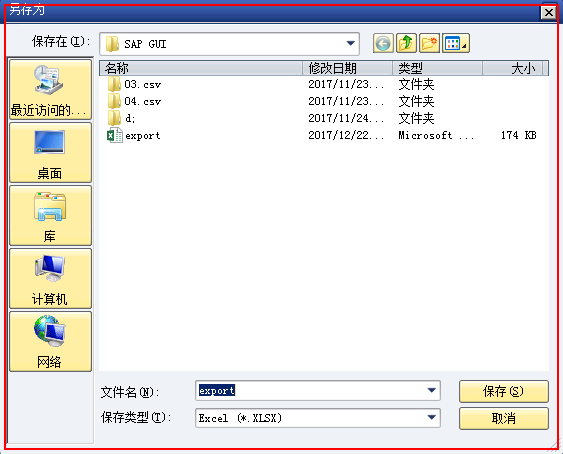 另存为
保存在(I): SAP GUI
名称 修改日期 类型 大小
03.csv 2017/11/23... 文件夹
04.csv 2017/11/23... 文件夹
d; 2017/11/24... 文件夹
export 2017/12/22... Microsoft ... 174 KB
最近访问的...
桌面
库
计算机
网络
文件名(N): export 保存(S)
保存类型(T): Excel (*.XLSX) 取消